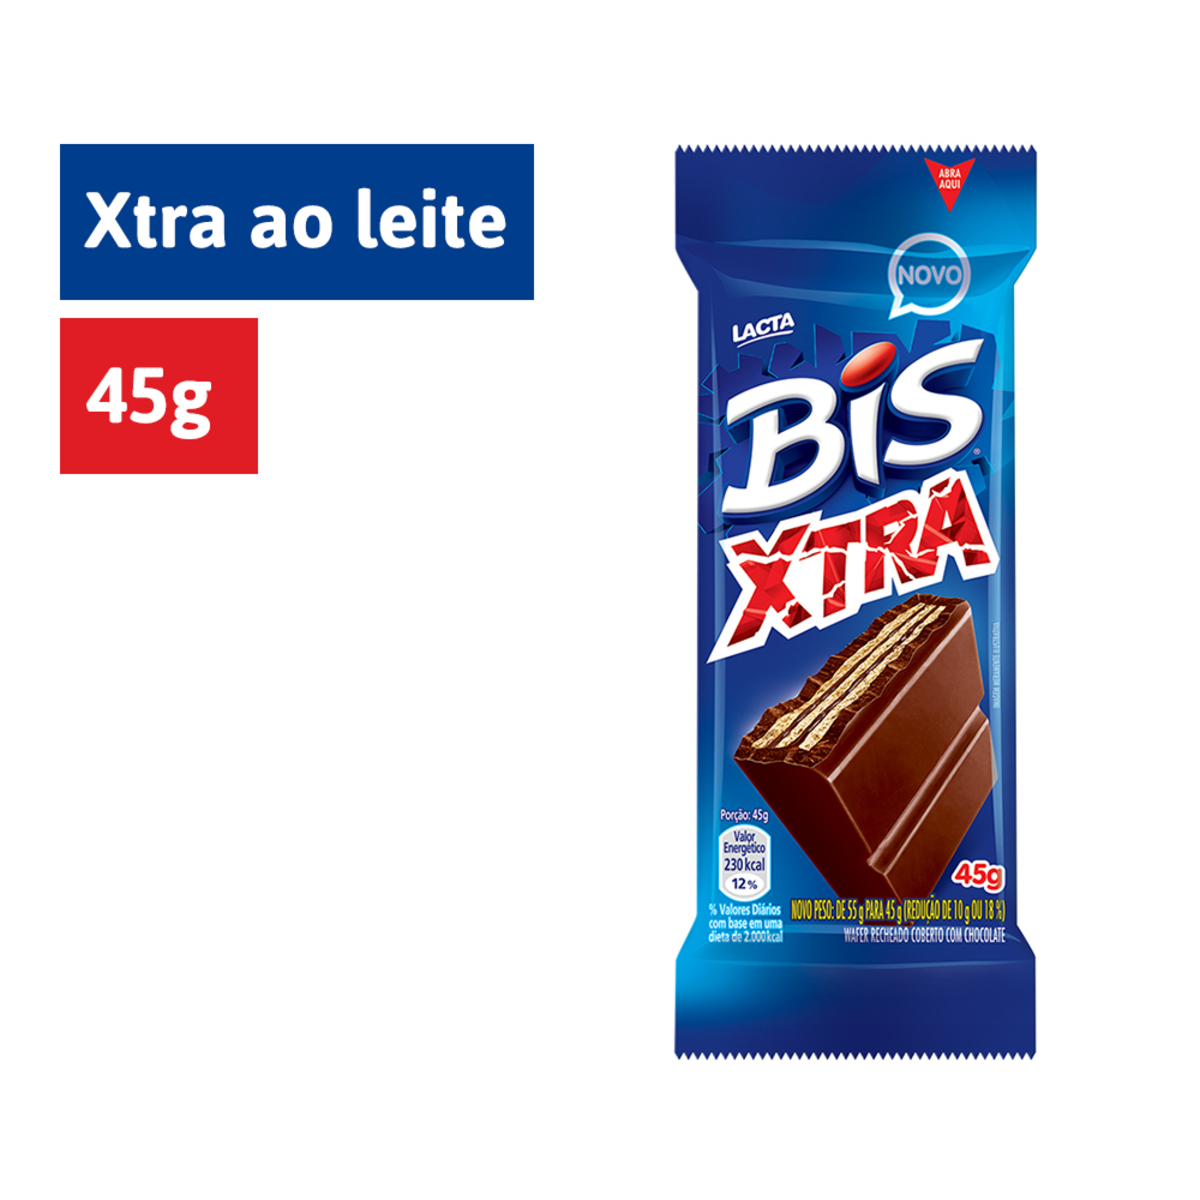 Xtra ao leite
45g
ABRA
AQUI
NOVO
LACTA
BiS
XTRA
Porção: 45g
Valor
Energético
230 kcal
12%
% Valores Diários
com base em uma
dieta de 2.000kcal
45g
NOVO PESO: DE 55 g PARA 45 g (REDUÇÃO DE 10 g OU 18 %)
WAFER RECHEADO COBERTO COM CHOCOLATE